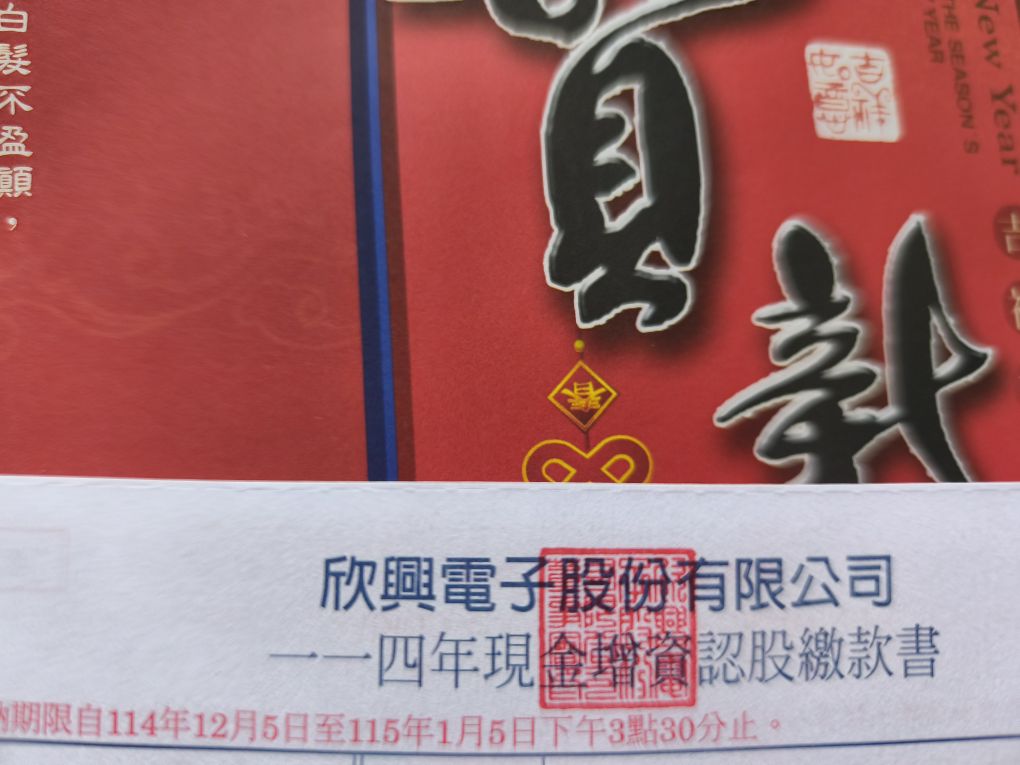 白髮不盈顛，
賀
新
New Year
THE SEASON'S
YEAR
春
欣興電子股份有限公司
一一四年現金增資認股繳款書
納期限自114年12月5日至115年1月5日下午3點30分止。